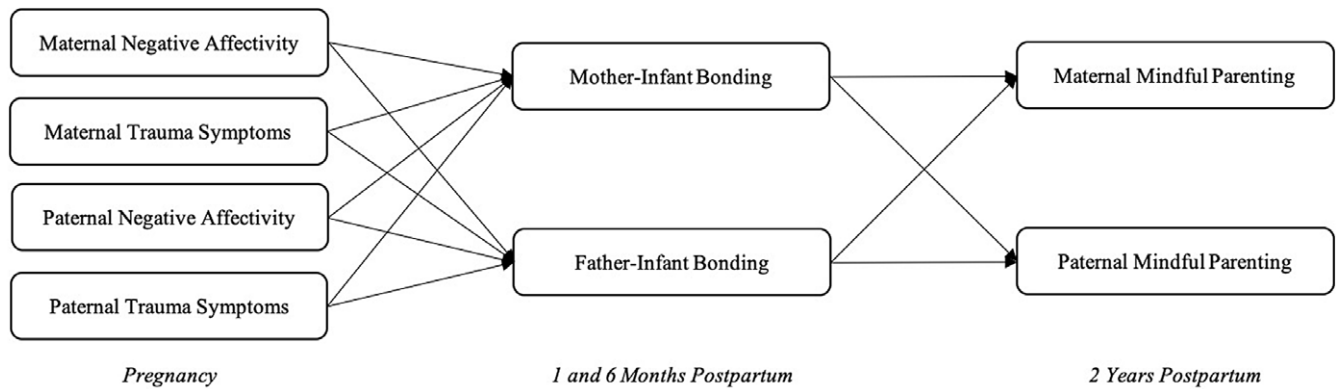 Maternal Negative Affectivity
Maternal Trauma Symptoms
Paternal Negative Affectivity
Paternal Trauma Symptoms
Pregnancy
Mother-Infant Bonding
Father-Infant Bonding
1 and 6 Months Postpartum
Maternal Mindful Parenting
Paternal Mindful Parenting
2 Years Postpartum